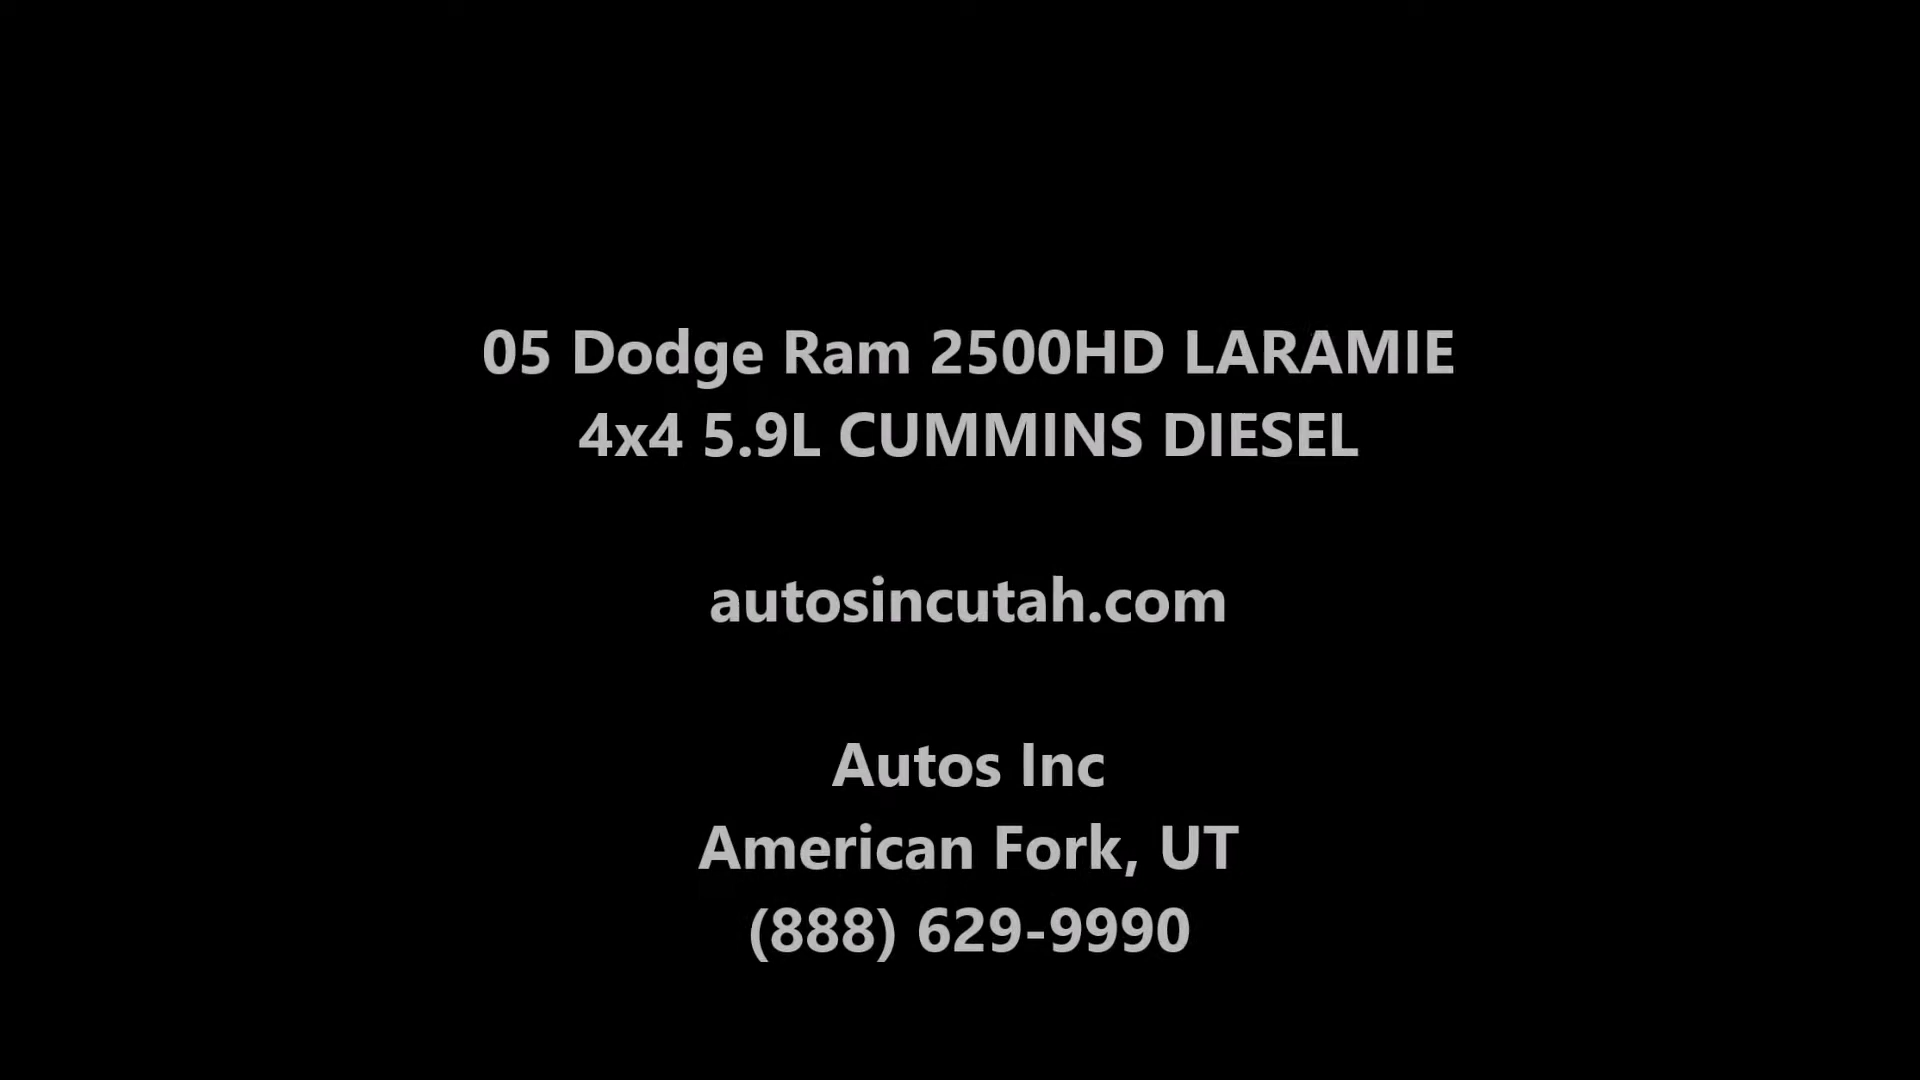 05 Dodge Ram 2500HD LARAMIE
4x4 5.9L CUMMINS DIESEL
autosincutah.com
Autos Inc
American Fork, UT
(888) 629-9990